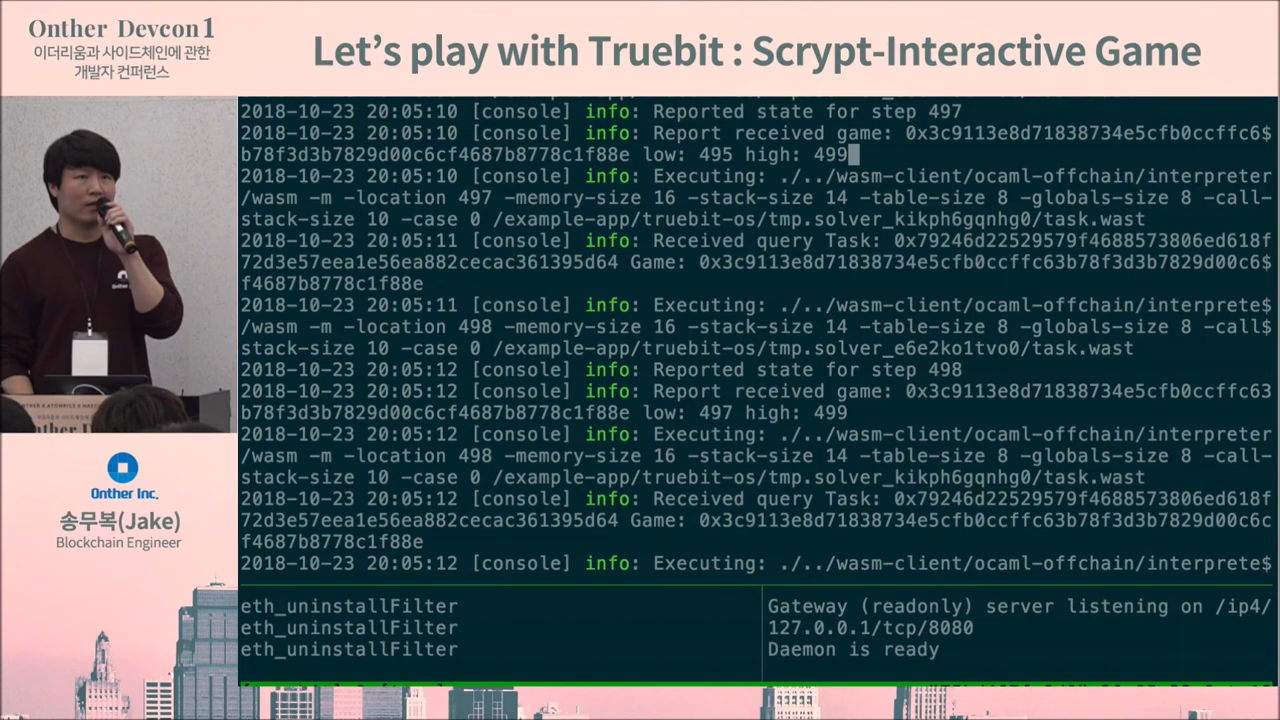 Onther Devcon1
이더리움과 사이드체인에 관한
개발자 컨퍼런스
Let's play with Truebit : Scrypt-Interactive Game
2018-10-23 20:05:10 [console] info: Reported state for step 497
2018-10-23 20:05:10 [console] info: Report received game: 0x3c9113e8d71838734e5cfb0ccffc6$
b78f3d3b7829d00c6cf4687b8778c1f88e low: 495 high: 499
2018-10-23 20:05:10 [console] info: Executing: ./../wasm-client/ocaml-offchain/interpreter
/wasm -m -location 497 -memory-size 16 -stack-size 14 -table-size 8 -globals-size 8 -call-
stack-size 10 -case 0 /example-app/truebit-os/tmp.solver_kikph6gqnhg0/task.wast
2018-10-23 20:05:11 [console] info: Received query Task: 0x79246d22529579f4688573806ed618f
72d3e57eea1e56ea882cecac361395d64 Game: 0x3c9113e8d71838734e5cfb0ccffc63b78f3d3b7829d00c6$
f4687b8778c1f88e
2018-10-23 20:05:11 [console] info: Executing: ./../wasm-client/ocaml-offchain/interprete$
/wasm -m -location 498 -memory-size 16 -stack-size 14 -table-size 8 -globals-size 8 -call$
stack-size 10 -case 0 /example-app/truebit-os/tmp.solver_e6e2ko1tvo0/task.wast
2018-10-23 20:05:12 [console] info: Reported state for step 498
2018-10-23 20:05:12 [console] info: Report received game: 0x3c9113e8d71838734e5cfb0ccffc63
b78f3d3b7829d00c6cf4687b8778c1f88e low: 497 high: 499
2018-10-23 20:05:12 [console] info: Executing: ./../wasm-client/ocaml-offchain/interpreter
/wasm -m -location 498 -memory-size 16 -stack-size 14 -table-size 8 -globals-size 8 -call-
stack-size 10 -case 0 /example-app/truebit-os/tmp.solver_kikph6gqnhg0/task.wast
2018-10-23 20:05:12 [console] info: Received query Task: 0x79246d22529579f4688573806ed618f
72d3e57eea1e56ea882cecac361395d64 Game: 0x3c9113e8d71838734e5cfb0ccffc63b78f3d3b7829d00c6c
f4687b8778c1f88e
2018-10-23 20:05:12 [console] info: Executing: ./../wasm-client/ocaml-offchain/interprete$
eth_uninstallFilter
eth_uninstallFilter
eth_uninstallFilter
Gateway (readonly) server listening on /ip4/
127.0.0.1/tcp/8080
Daemon is ready
Onther Inc.
송무복(Jake)
Blockchain Engineer